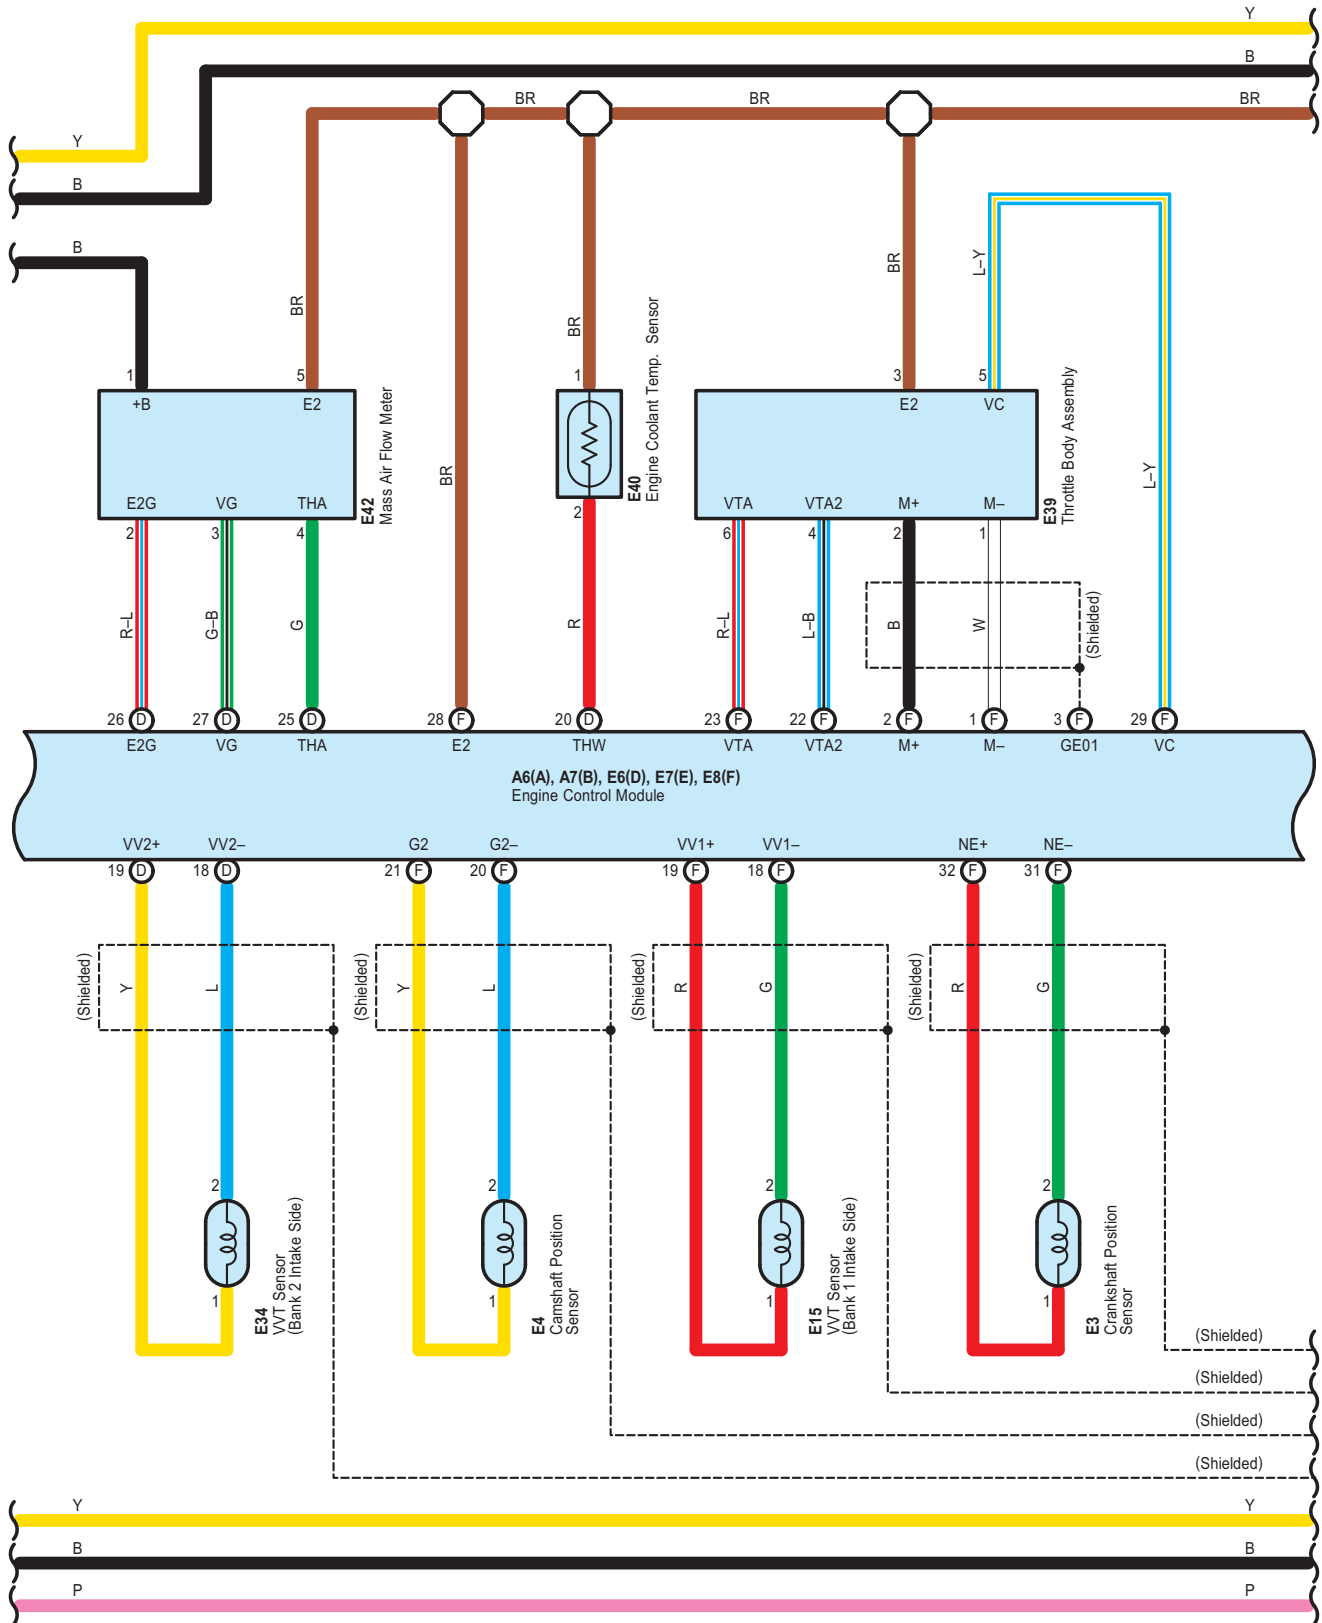 Y
B
BR BR BR
Y
B
B
BR
BR
BR
BR
L–Y
L–Y
1 5 1 3 5
+B E2
E2G VG THA
E42
Mass Air Flow Meter
E40
Engine Coolant Temp. Sensor
E2 VC
VTA VTA2 M+ M–
E39
Throttle Body Assembly
2 3 4 2 6 4 2 1
R–L G–B G R R–L L–B B W (Shielded)
26 D 27 D 25 D 28 F 20 D 23 F 22 F 2 F 1 F 3 F 29 F
E2G VG THA E2 THW VTA VTA2 M+ M– GE01 VC
A6(A), A7(B), E6(D), E7(E), E8(F)
Engine Control Module
VV2+ VV2– G2 G2– VV1+ VV1– NE+ NE–
19 D 18 D 21 F 20 F 19 F 18 F 32 F 31 F
(Shielded) Y L (Shielded) Y L (Shielded) R G (Shielded) R G
2 2 2 2
1 1 1 1
E34
VVT Sensor
(Bank 2 Intake Side)
E4
Camshaft Position
Sensor
E15
VVT Sensor
(Bank 1 Intake Side)
E3
Crankshaft Position
Sensor
(Shielded)
(Shielded)
(Shielded)
(Shielded)
Y Y
B B
P P